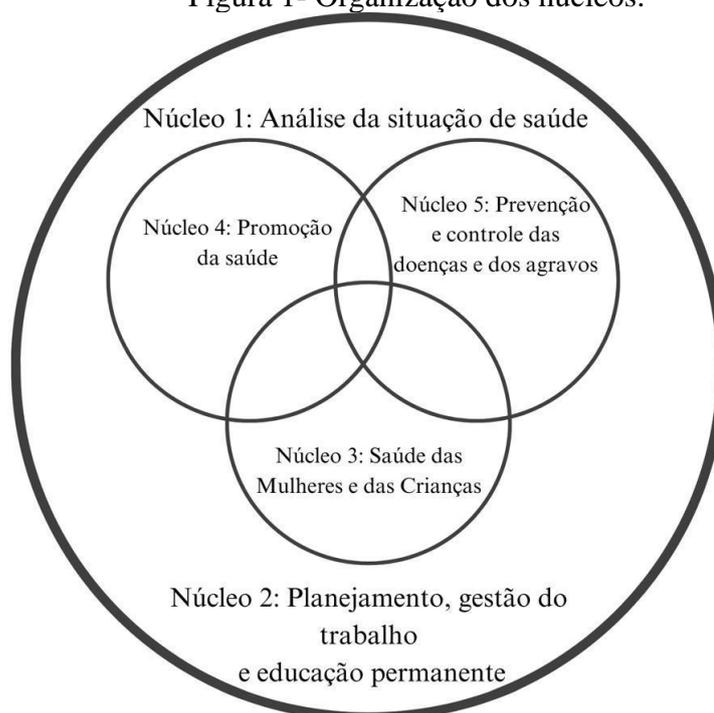 Figura 1- Organização dos núcleos.
Núcleo 1: Análise da situação de saúde
Núcleo 4: Promoção
da saúde
Núcleo 5: Prevenção
e controle das
doenças e dos agravos
Núcleo 3: Saúde das
Mulheres e das Crianças
Núcleo 2: Planejamento, gestão do
trabalho
e educação permanente